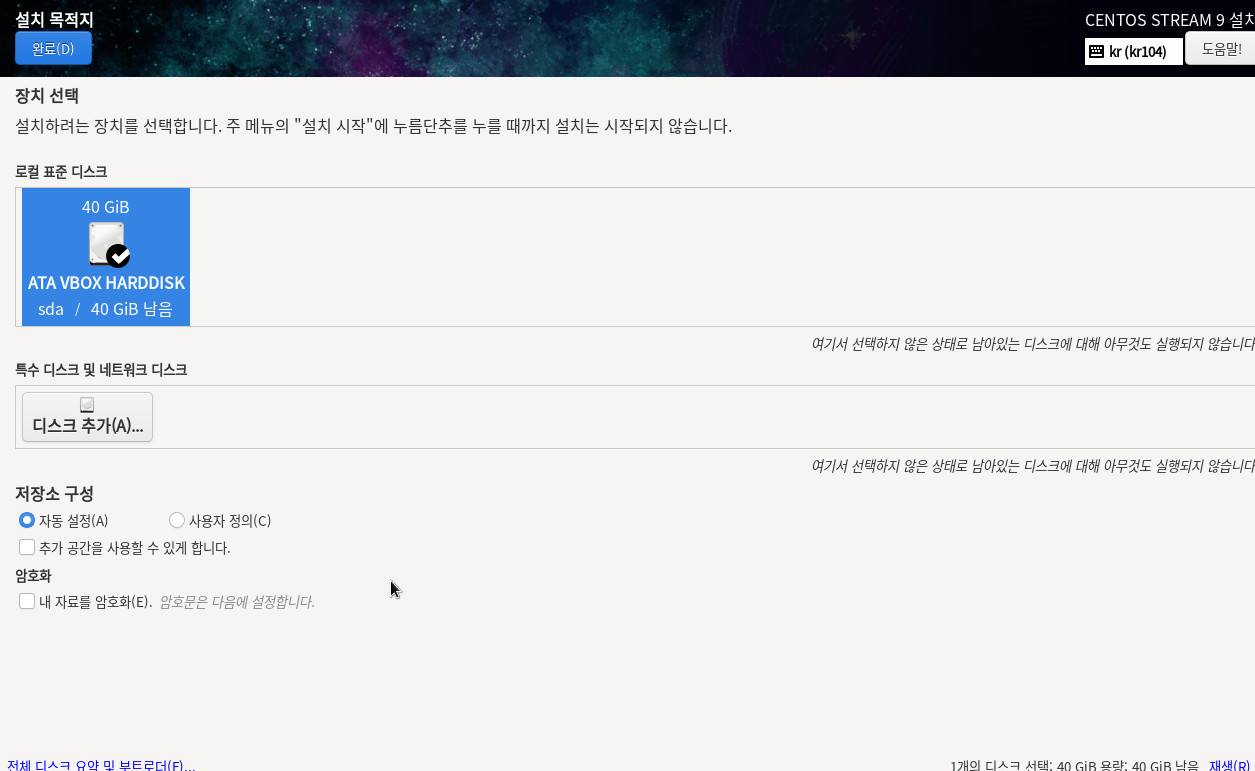 설치 목적지
CENTOS STREAM 9 설치
완료(D)
kr (kr104)
도움말!
장치 선택
설치하려는 장치를 선택합니다. 주 메뉴의 "설치 시작"에 누름단추를 누를 때까지 설치는 시작되지 않습니다.
로컬 표준 디스크
40 GiB
ATA VBOX HARDDISK
sda / 40 GiB 남음
여기서 선택하지 않은 상태로 남아있는 디스크에 대해 아무것도 실행되지 않습니다
특수 디스크 및 네트워크 디스크
디스크 추가(A)...
여기서 선택하지 않은 상태로 남아있는 디스크에 대해 아무것도 실행되지 않습니다
저장소 구성
자동 설정(A)
사용자 정의(C)
추가 공간을 사용할 수 있게 합니다.
암호화
내 자료를 암호화(E). 암호문은 다음에 설정합니다.
전체 디스크 요약 및 부트로더(F)...
1개의 디스크 선택; 40 GiB 용량; 40 GiB 남음 재생(R)